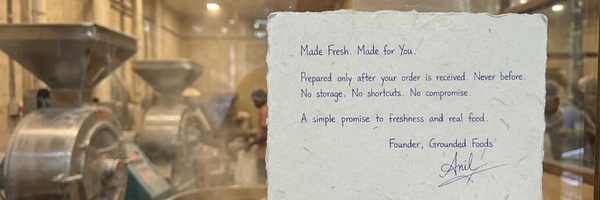 Made Fresh. Made for You.
Prepared only after your order is received. Never before.
No storage. No shortcuts. No compromise.
A simple promise to freshness and real food.
Founder, Grounded Foods
Anil